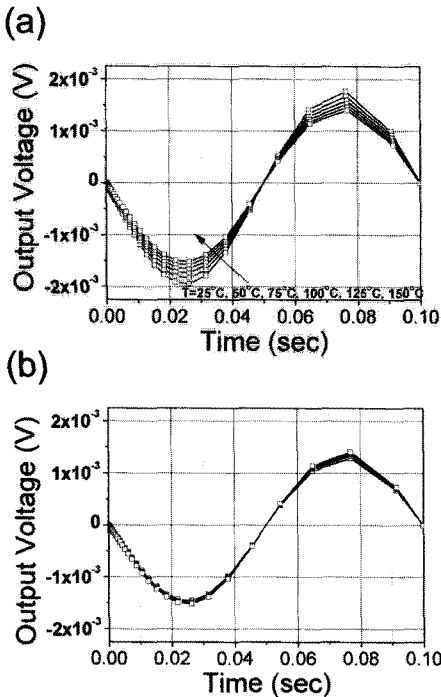 (a)
Output Voltage (V)
2x10-3
1x10-3
0
-1x10-3
-2x10-3
T=25°C, 50°C, 75°C, 100°C, 125°C, 150°C
0.00 0.02 0.04 0.06 0.08 0.10
Time (sec)
(b)
Output Voltage (V)
2x10-3
1x10-3
0
-1x10-3
-2x10-3
0.00 0.02 0.04 0.06 0.08 0.10
Time (sec)